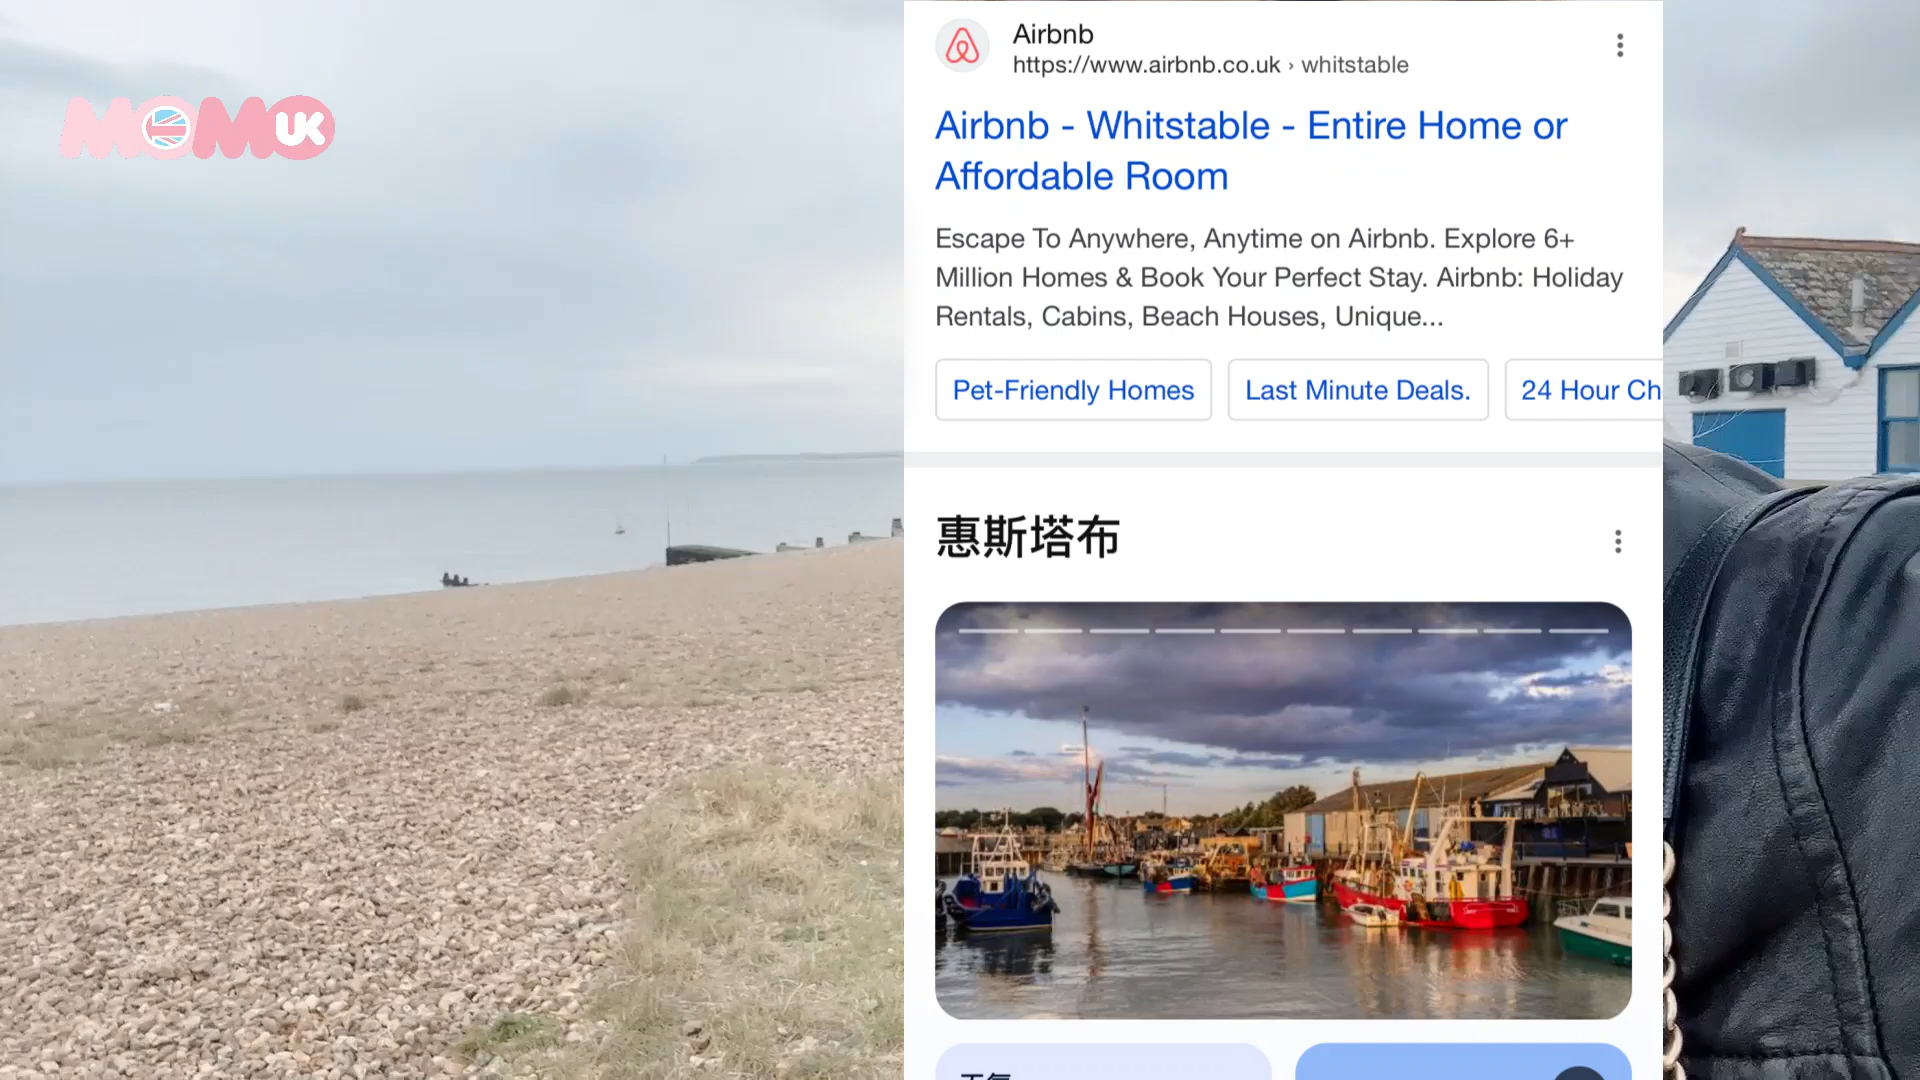 MOMO UK
Airbnb
https://www.airbnb.co.uk › whitstable
Airbnb - Whitstable - Entire Home or
Affordable Room
Escape To Anywhere, Anytime on Airbnb. Explore 6+
Million Homes & Book Your Perfect Stay. Airbnb: Holiday
Rentals, Cabins, Beach Houses, Unique...
Pet-Friendly Homes
Last Minute Deals.
24 Hour Ch
惠斯塔布